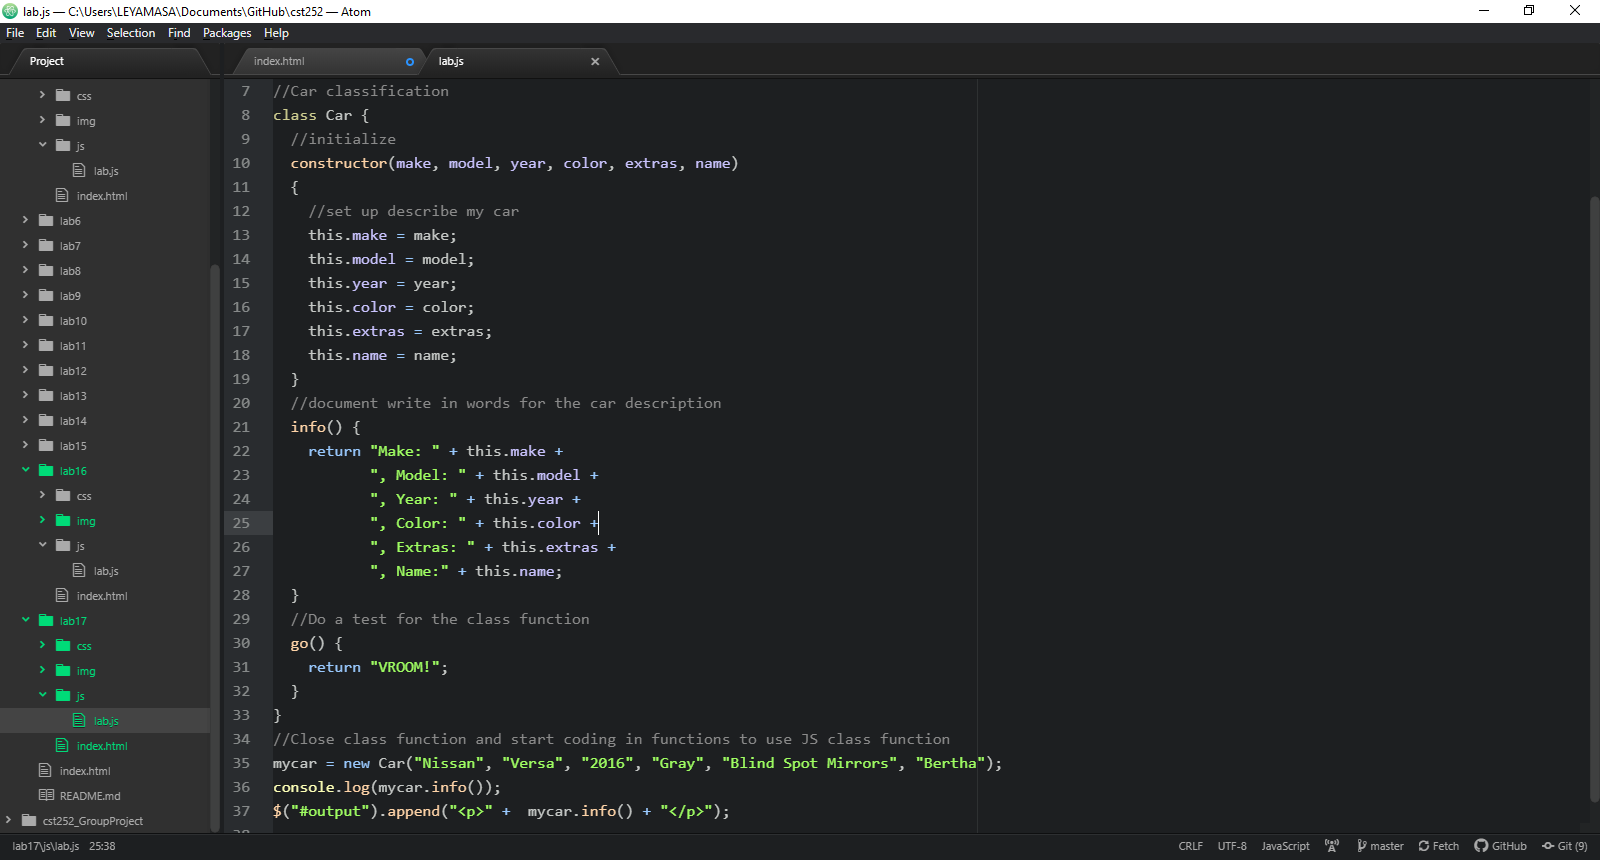 lab.js — C:\Users\LEYAMASA\Documents\GitHub\cst252 — Atom
File Edit View Selection Find Packages Help
Project
css
img
js
lab.js
index.html
lab6
lab7
lab8
lab9
lab10
lab11
lab12
lab13
lab14
lab15
lab16
css
img
js
lab.js
index.html
lab17
css
img
js
lab.js
index.html
index.html
README.md
cst252_GroupProject
index.html lab.js
7 //Car classification
8 class Car {
9 //initialize
10 constructor(make, model, year, color, extras, name)
11 {
12 //set up describe my car
13 this.make = make;
14 this.model = model;
15 this.year = year;
16 this.color = color;
17 this.extras = extras;
18 this.name = name;
19 }
20 //document write in words for the car description
21 info() {
22 return "Make: " + this.make +
23 ", Model: " + this.model +
24 ", Year: " + this.year +
25 ", Color: " + this.color +
26 ", Extras: " + this.extras +
27 ", Name:" + this.name;
28 }
29 //Do a test for the class function
30 go() {
31 return "VROOM!";
32 }
33 }
34 //Close class function and start coding in functions to use JS class function
35 mycar = new Car("Nissan", "Versa", "2016", "Gray", "Blind Spot Mirrors", "Bertha");
36 console.log(mycar.info());
37 $("#output").append("<p>" +  mycar.info() + "</p>");
lab17\js\lab.js 25:38 CRLF UTF-8 JavaScript master Fetch GitHub Git (9)